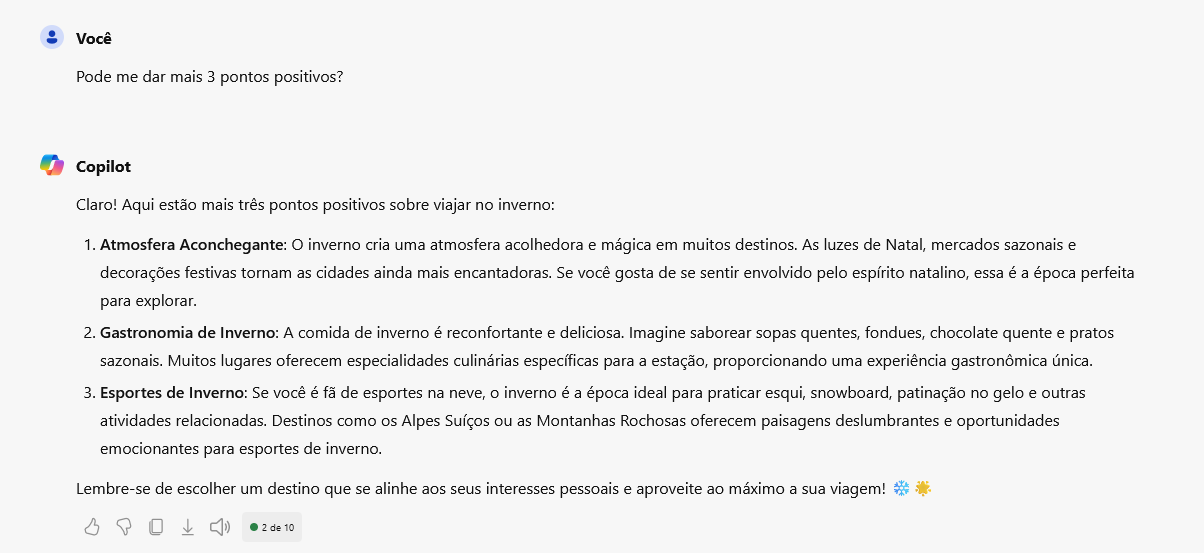 Você
Pode me dar mais 3 pontos positivos?
Copilot
Claro! Aqui estão mais três pontos positivos sobre viajar no inverno:
1. Atmosfera Aconchegante: O inverno cria uma atmosfera acolhedora e mágica em muitos destinos. As luzes de Natal, mercados sazonais e
decorações festivas tornam as cidades ainda mais encantadoras. Se você gosta de se sentir envolvido pelo espírito natalino, essa é a época perfeita
para explorar.
2. Gastronomia de Inverno: A comida de inverno é reconfortante e deliciosa. Imagine saborear sopas quentes, fondues, chocolate quente e pratos
sazonais. Muitos lugares oferecem especialidades culinárias específicas para a estação, proporcionando uma experiência gastronômica única.
3. Esportes de Inverno: Se você é fã de esportes na neve, o inverno é a época ideal para praticar esqui, snowboard, patinação no gelo e outras
atividades relacionadas. Destinos como os Alpes Suíços ou as Montanhas Rochosas oferecem paisagens deslumbrantes e oportunidades
emocionantes para esportes de inverno.
Lembre-se de escolher um destino que se alinhe aos seus interesses pessoais e aproveite ao máximo a sua viagem! ❄️🌟
2 de 10